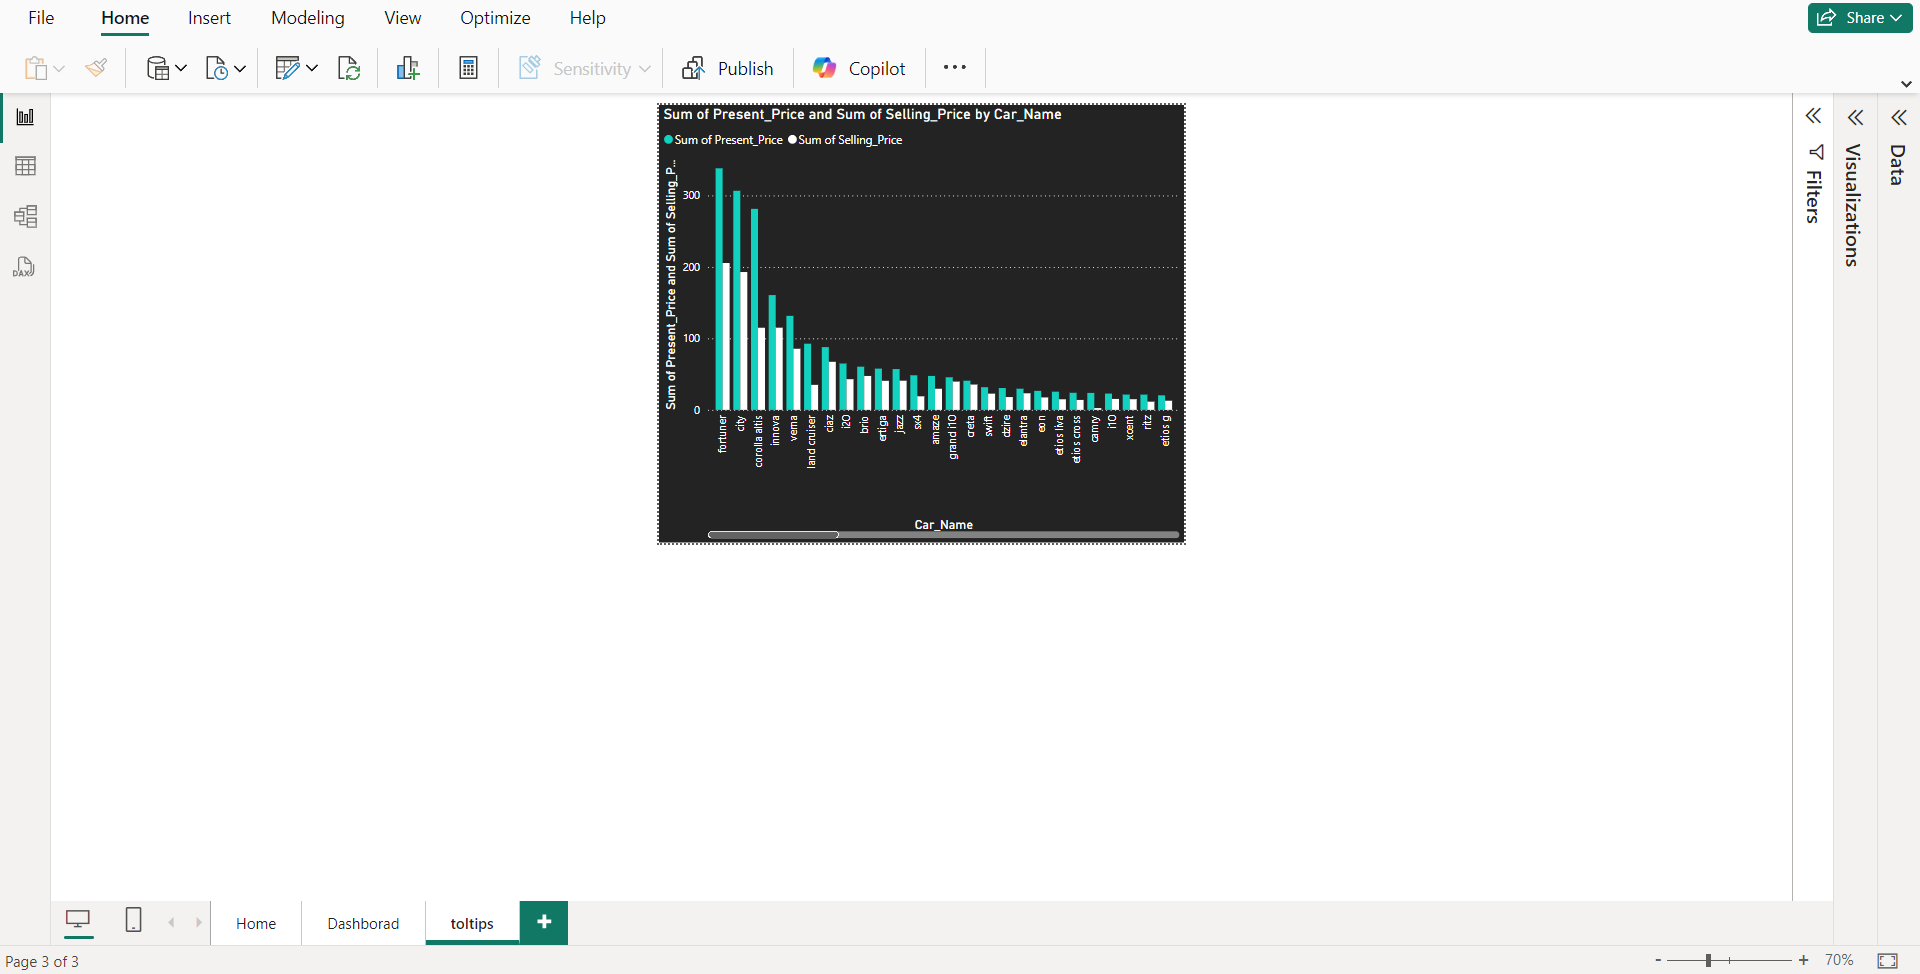 File Home Insert Modeling View Optimize Help
Share
Sensitivity Publish Copilot
DAX
Sum of Present_Price and Sum of Selling_Price by Car_Name
Sum of Present_Price Sum of Selling_Price
Sum of Present_Price and Sum of Selling_P...
300
200
100
0
fortuner
city
corolla altis
innova
verna
land cruiser
ciaz
i20
brio
ertiga
jazz
sx4
amaze
grand i10
creta
swift
dzire
elantra
eon
etios liva
etios cross
camry
i10
xcent
ritz
etios g
Car_Name
Filters
Visualizations
Data
Home Dashborad toltips
Page 3 of 3
- + 70%